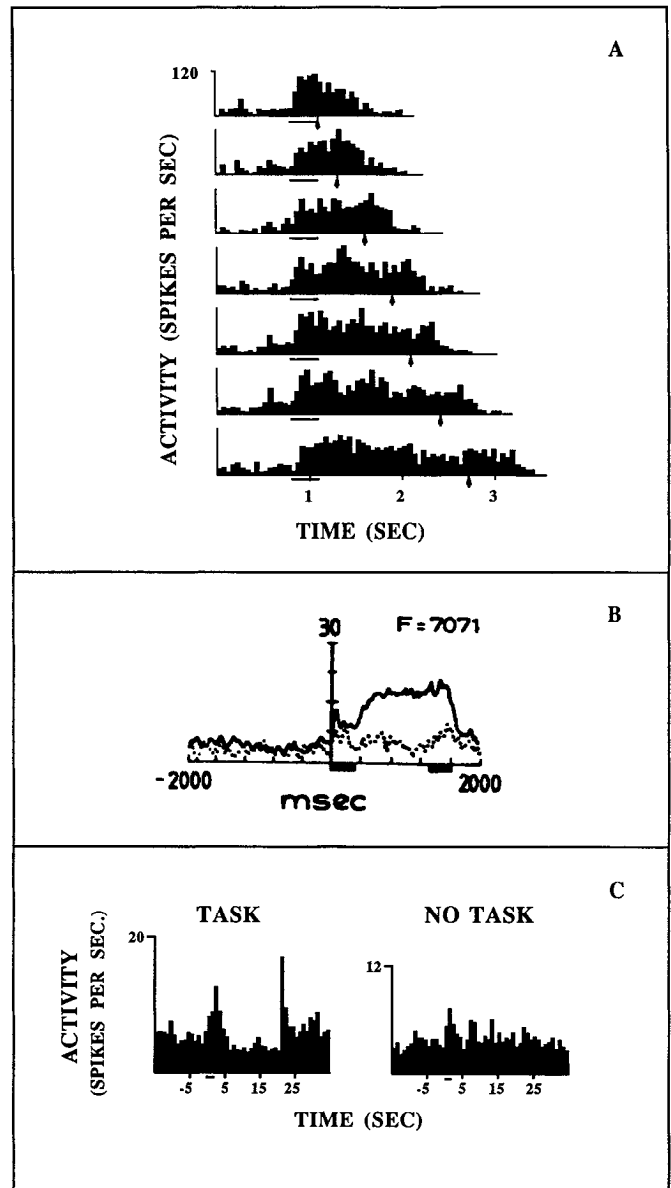 A
120
ACTIVITY (SPIKES PER SEC)
1 2 3
TIME (SEC)
B
30 F = 7071
-2000 2000
msec
C
TASK NO TASK
20 12
ACTIVITY
(SPIKES PER SEC.)
-5 5 15 25 -5 5 15 25
TIME (SEC)